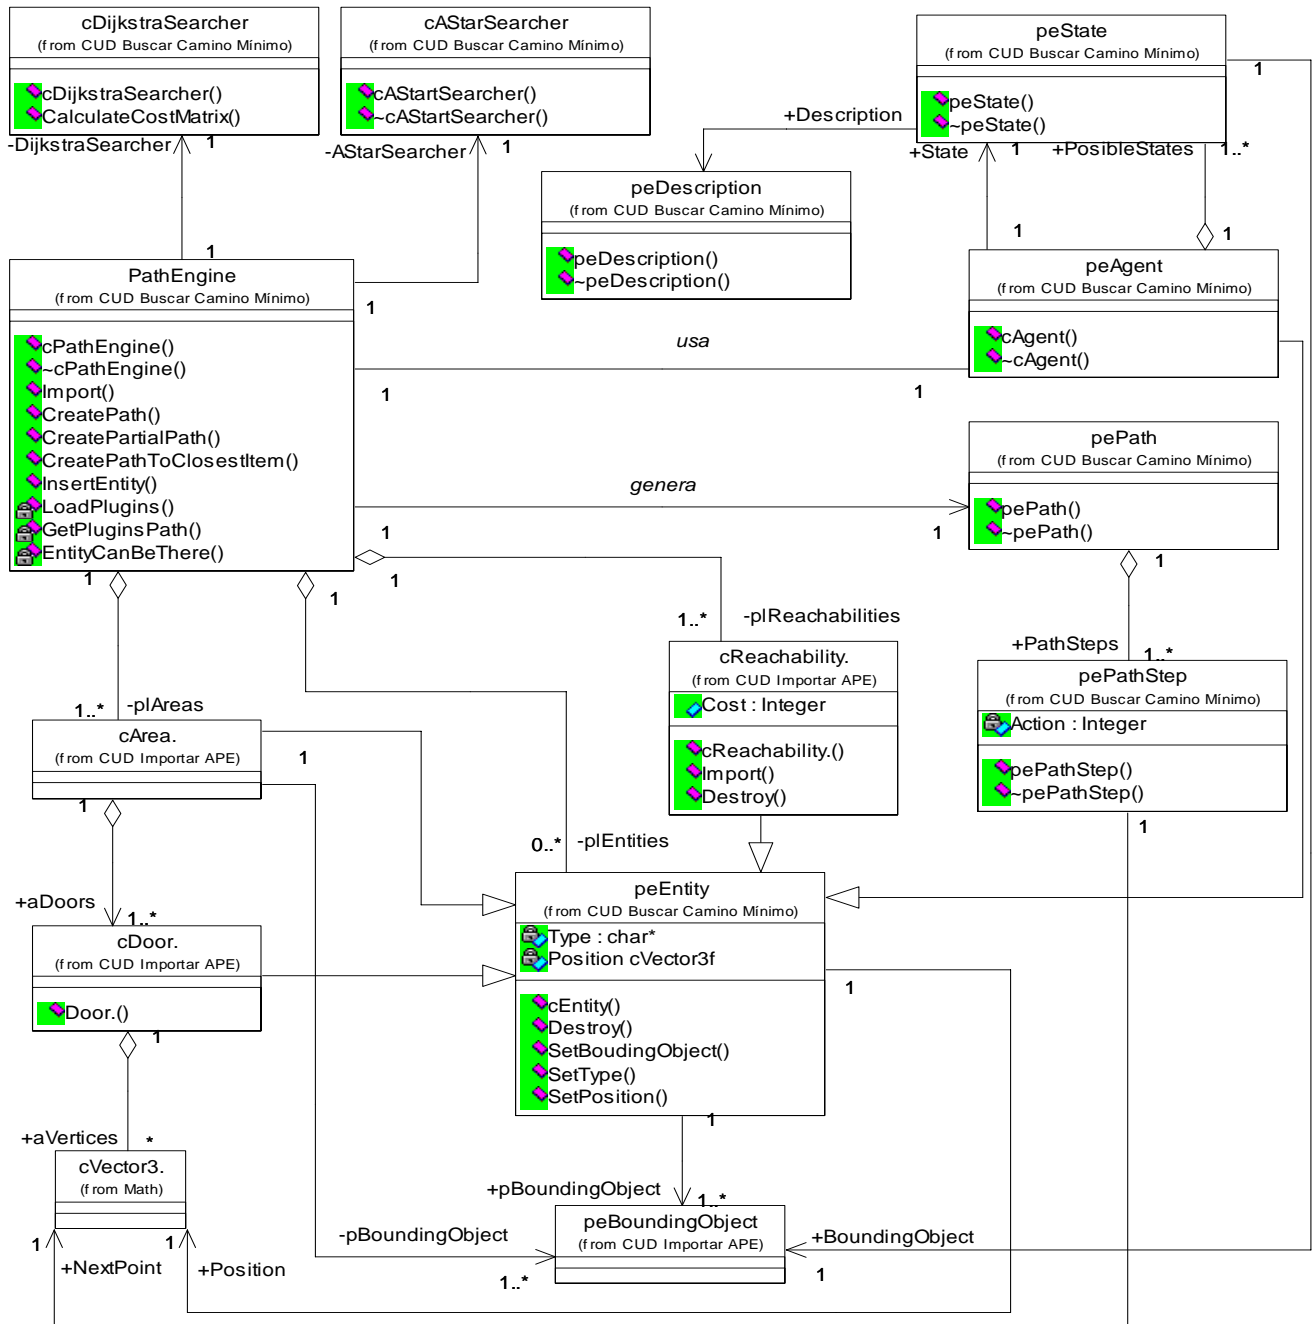 cDijkstraSearcher
(from CUD Buscar Camino Mínimo)
cDijkstraSearcher()
CalculateCostMatrix()
-DijkstraSearcher
1
cAStarSearcher
(from CUD Buscar Camino Mínimo)
cAStartSearcher()
~cAStartSearcher()
-AStarSearcher
1
peState
(from CUD Buscar Camino Mínimo)
peState()
~peState()
1
+Description
+State
1
+PosibleStates
1..*
peDescription
(from CUD Buscar Camino Mínimo)
peDescription()
~peDescription()
1
1
peAgent
(from CUD Buscar Camino Mínimo)
cAgent()
~cAgent()
1
PathEngine
(from CUD Buscar Camino Mínimo)
cPathEngine()
~cPathEngine()
Import()
CreatePath()
CreatePartialPath()
CreatePathToClosestItem()
InsertEntity()
LoadPlugins()
GetPluginsPath()
EntityCanBeThere()
1
usa
1
1
genera
1
1
pePath
(from CUD Buscar Camino Mínimo)
pePath()
~pePath()
1
1
1
1
1..*
-plReachabilities
+PathSteps
1..*
cReachability.
(from CUD Importar APE)
Cost : Integer
cReachability.()
Import()
Destroy()
pePathStep
(from CUD Buscar Camino Mínimo)
Action : Integer
pePathStep()
~pePathStep()
1
1..*
-plAreas
cArea.
(from CUD Importar APE)
1
1
0..*
-plEntities
+aDoors
1..*
cDoor.
(from CUD Importar APE)
Door.()
1
peEntity
(from CUD Buscar Camino Mínimo)
Type : char*
Position cVector3f
cEntity()
Destroy()
SetBoudingObject()
SetType()
SetPosition()
1
1
+aVertices
*
cVector3.
(from Math)
1
+NextPoint
1
+Position
+pBoundingObject
1..*
-pBoundingObject
1..*
peBoundingObject
(from CUD Importar APE)
+BoundingObject
1